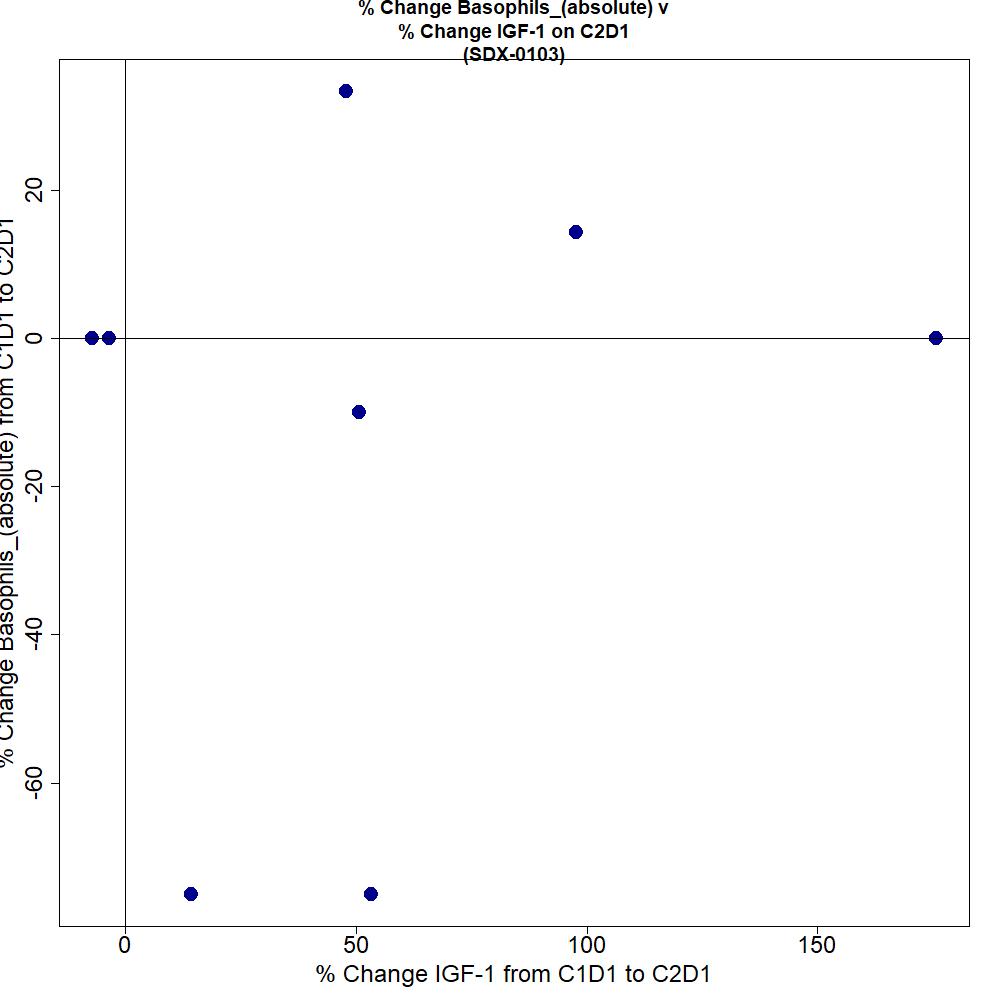 % Change Basophils_(absolute) v
% Change IGF-1 on C2D1
(SDX-0103)
% Change Basophils_(absolute) from C1D1 to C2D1
20
0
-20
-40
-60
0
50
100
150
% Change IGF-1 from C1D1 to C2D1